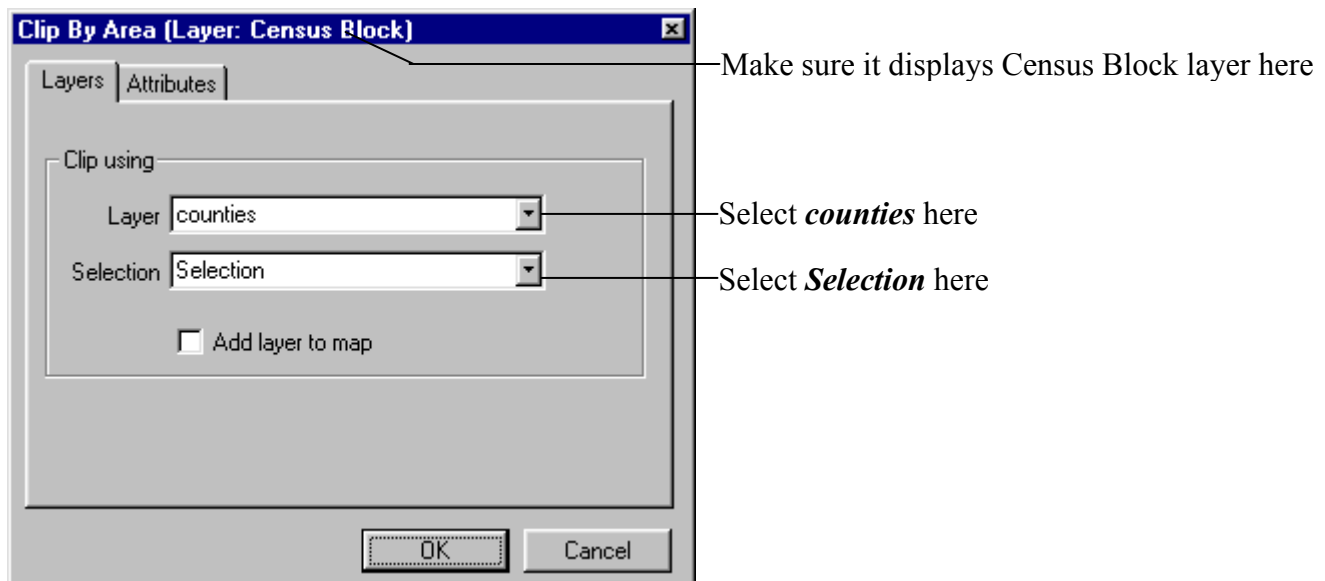 Clip By Area (Layer: Census Block)
Make sure it displays Census Block layer here
Layers
Attributes
Clip using
Layer
counties
Select counties here
Selection
Selection
Select Selection here
Add layer to map
OK
Cancel